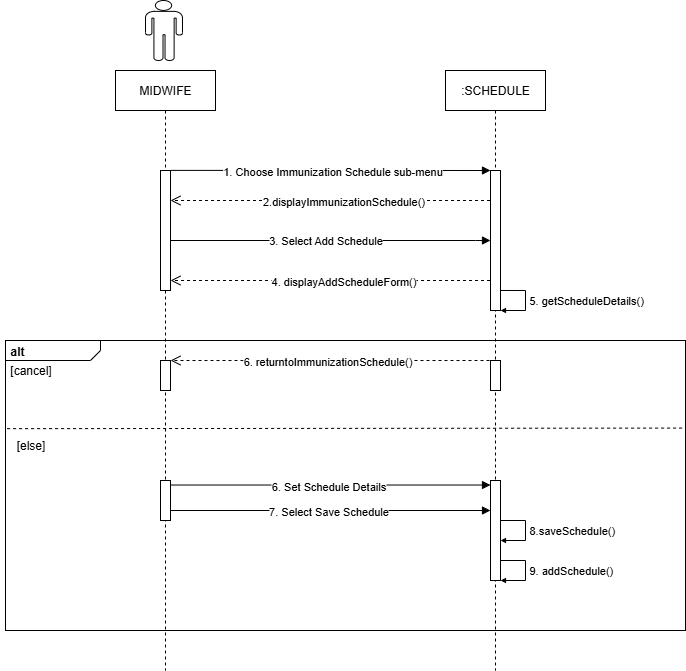 MIDWIFE
:SCHEDULE
1. Choose Immunization Schedule sub-menu
2.displayImmunizationSchedule()
3. Select Add Schedule
4. displayAddScheduleForm()
5. getScheduleDetails()
alt
6. returntoImmunizationSchedule()
[cancel]
[else]
6. Set Schedule Details
7. Select Save Schedule
8.saveSchedule()
9. addSchedule()